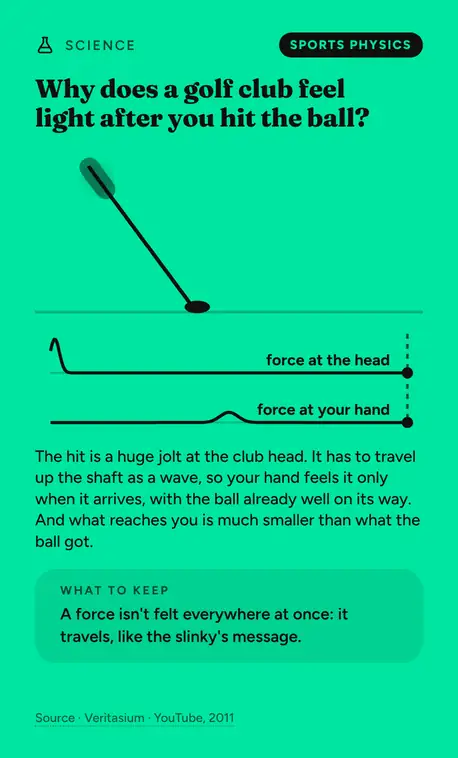 SCIENCE
SPORTS PHYSICS
Why does a golf club feel
light after you hit the ball?
force at the head
force at your hand
The hit is a huge jolt at the club head. It has to travel
up the shaft as a wave, so your hand feels it only
when it arrives, with the ball already well on its way.
And what reaches you is much smaller than what the
ball got.
WHAT TO KEEP
A force isn't felt everywhere at once: it
travels, like the slinky's message.
Source · Veritasium · YouTube, 2011